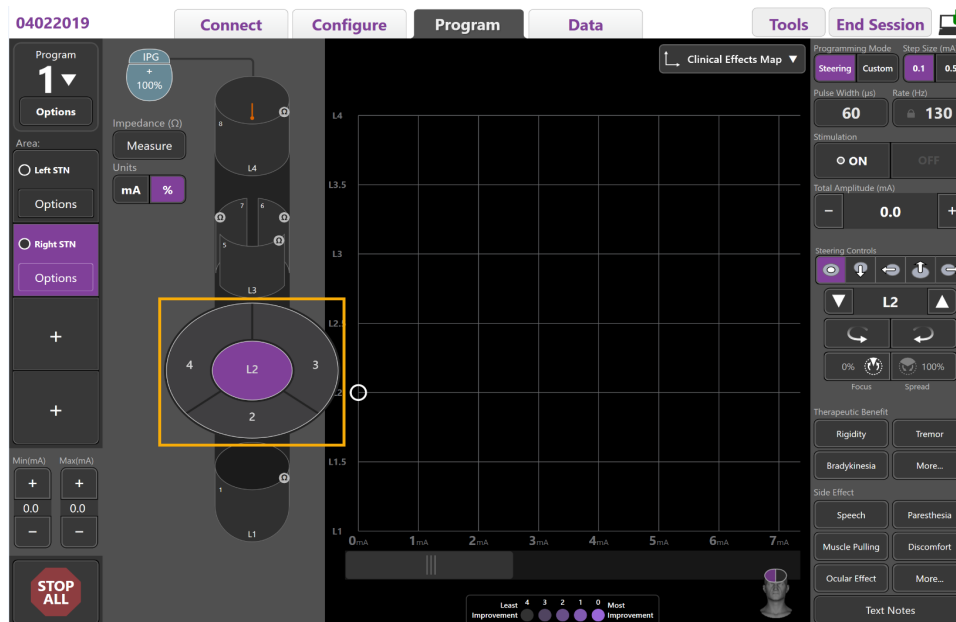 04022019
Connect
Configure
Program
Data
Tools
End Session
Program
1
Options
Area:
Left STN
Options
Right STN
Options
+
+
Min(mA) Max(mA)
+ +
0.0 0.0
− −
STOP
ALL
IPG
+
100%
Impedance (Ω)
Measure
Units
mA %
8
Ω
L4
7 6
Ω Ω
5 Ω
L3
4 L2 3
2
1 Ω
L1
Clinical Effects Map
L4
L3.5
L3
L2.5
L2
L1.5
L1
0mA 1mA 2mA 3mA 4mA 5mA 6mA 7mA
Least 4 3 2 1 0 Most
Improvement Improvement
Programming Mode Step Size (mA)
Steering Custom 0.1 0.5
Pulse Width (µs) Rate (Hz)
60 130
Stimulation
ON OFF
Total Amplitude (mA)
− 0.0 +
Steering Controls
L2
0% 100%
Focus Spread
Therapeutic Benefit
Rigidity Tremor
Bradykinesia More...
Side Effect
Speech Paresthesia
Muscle Pulling Discomfort
Ocular Effect More...
Text Notes